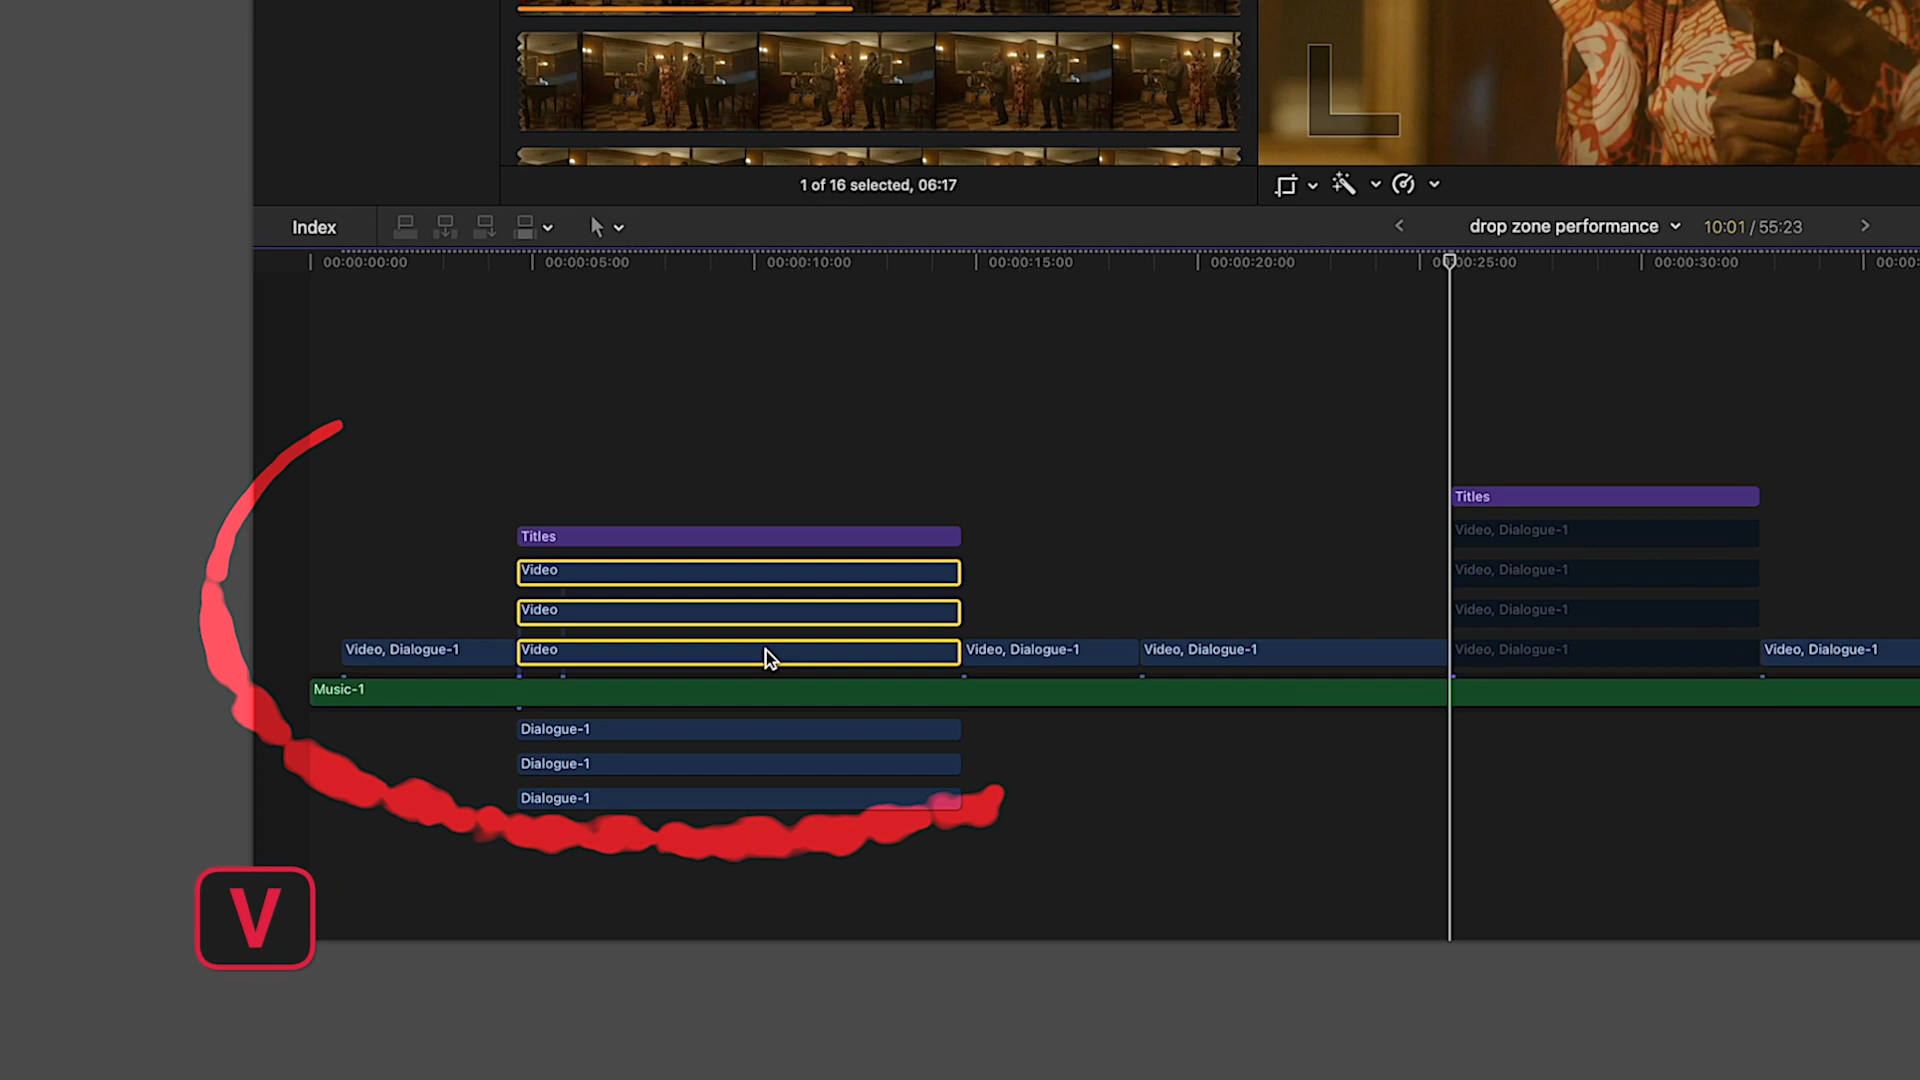 1 of 16 selected, 06:17
Index
drop zone performance
10:01 / 55:23
00:00:00:00
00:00:05:00
00:00:10:00
00:00:15:00
00:00:20:00
00:00:25:00
00:00:30:00
00:00:
Titles
Video, Dialogue-1
Titles
Video
Video, Dialogue-1
Video
Video, Dialogue-1
Video, Dialogue-1
Video
Video, Dialogue-1
Video, Dialogue-1
Video, Dialogue-1
Video, Dialogue-1
Music-1
Dialogue-1
Dialogue-1
Dialogue-1
V